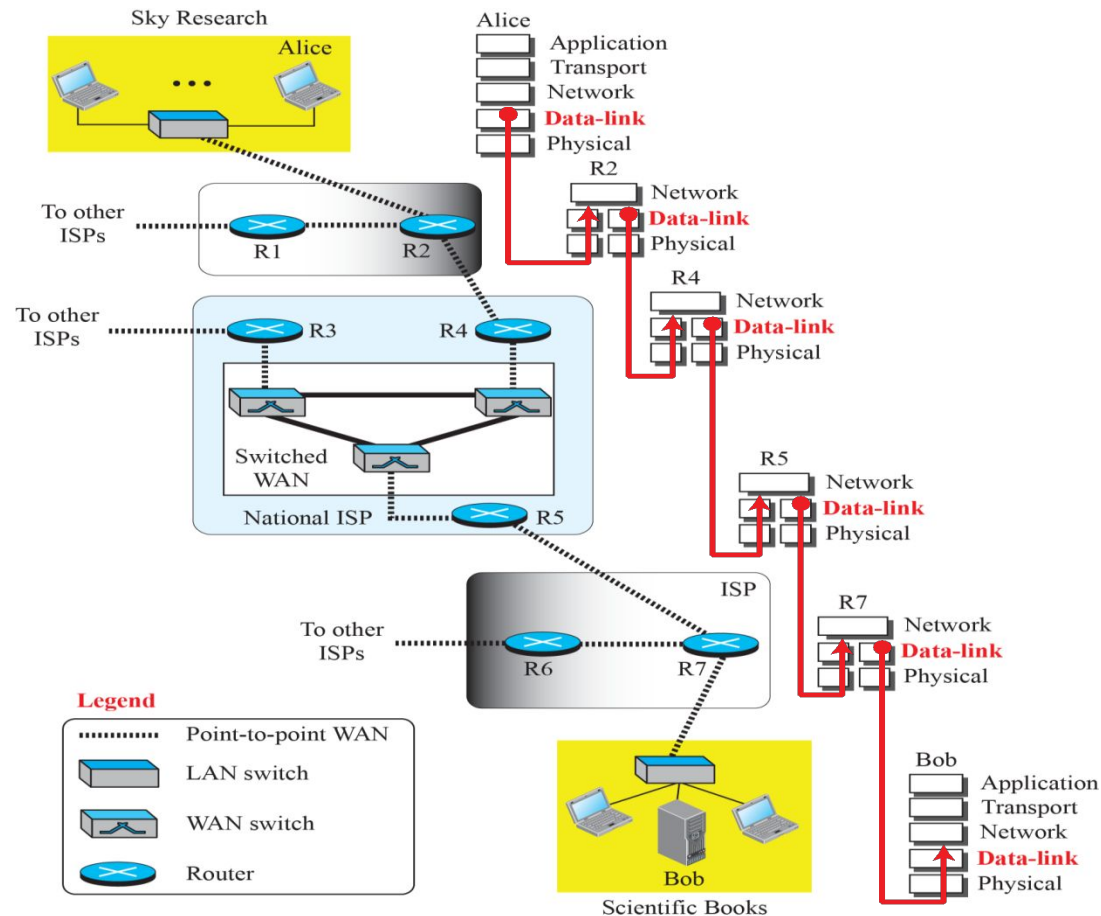 Sky Research
Alice
Alice
Application
Transport
Network
Data-link
Physical
R2
Network
Data-link
Physical
To other
ISPs
R1
R2
R4
Network
Data-link
Physical
To other
ISPs
R3
R4
Switched
WAN
National ISP
R5
R5
Network
Data-link
Physical
ISP
To other
ISPs
R6
R7
R7
Network
Data-link
Physical
Legend
Point-to-point WAN
LAN switch
WAN switch
Router
Bob
Scientific Books
Bob
Application
Transport
Network
Data-link
Physical